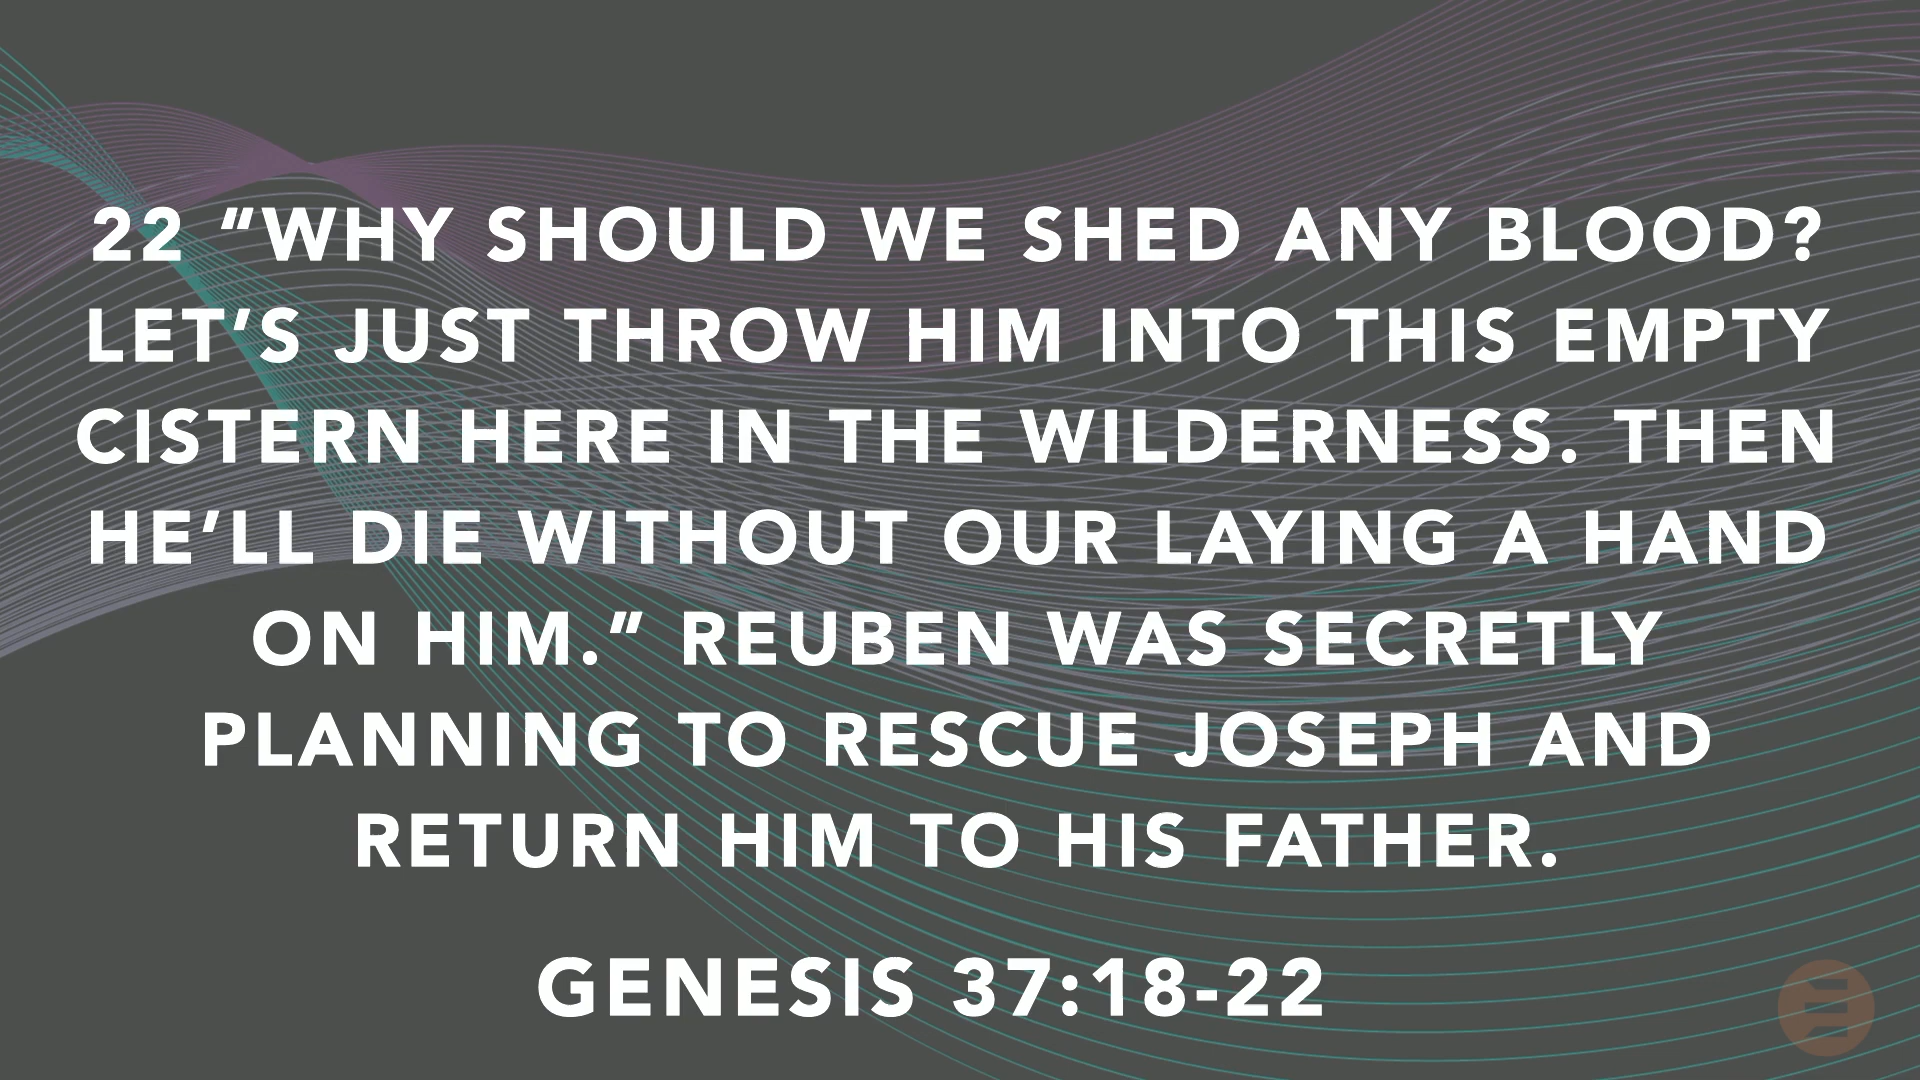 22 “WHY SHOULD WE SHED ANY BLOOD?
LET’S JUST THROW HIM INTO THIS EMPTY
CISTERN HERE IN THE WILDERNESS. THEN
HE’LL DIE WITHOUT OUR LAYING A HAND
ON HIM.” REUBEN WAS SECRETLY
PLANNING TO RESCUE JOSEPH AND
RETURN HIM TO HIS FATHER.
GENESIS 37:18-22